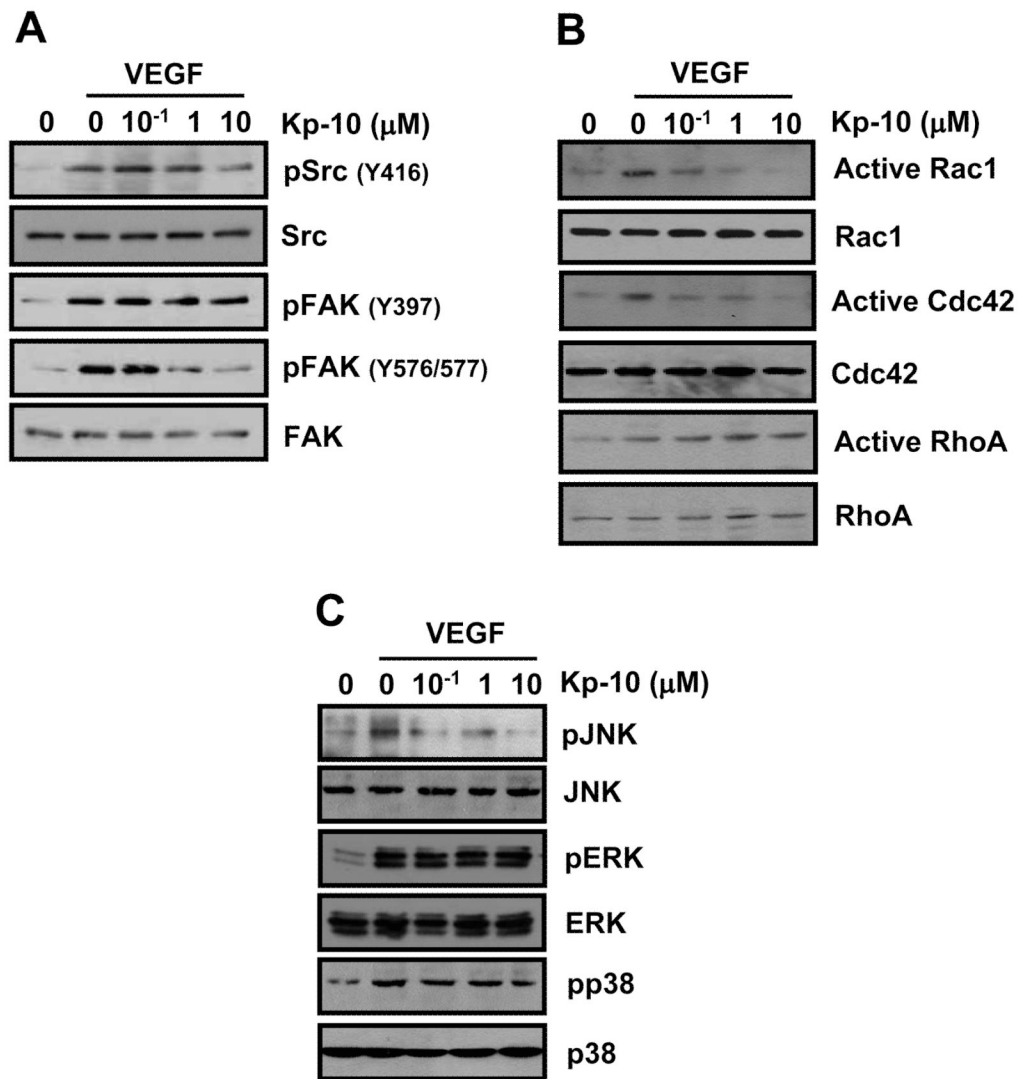 A
VEGF
0 0 10⁻¹ 1 10 Kp-10 (μM)
pSrc (Y416)
Src
pFAK (Y397)
pFAK (Y576/577)
FAK
B
VEGF
0 0 10⁻¹ 1 10 Kp-10 (μM)
Active Rac1
Rac1
Active Cdc42
Cdc42
Active RhoA
RhoA
C
VEGF
0 0 10⁻¹ 1 10 Kp-10 (μM)
pJNK
JNK
pERK
ERK
pp38
p38